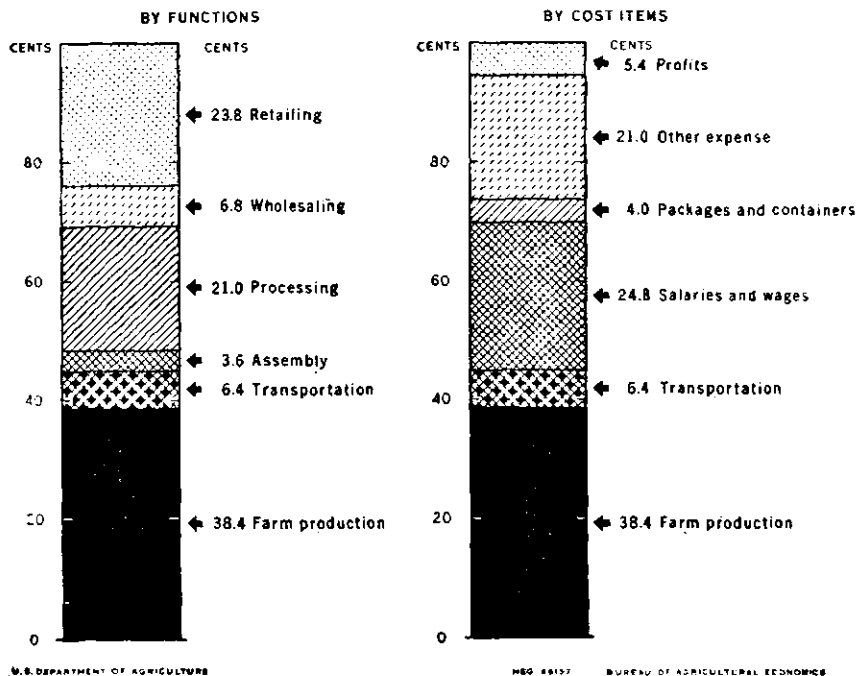 BY FUNCTIONS
CENTS
CENTS
23.8 Retailing
80
6.8 Wholesaling
60
21.0 Processing
3.6 Assembly
6.4 Transportation
40
20
38.4 Farm production
0
U.S. DEPARTMENT OF AGRICULTURE
BY COST ITEMS
CENTS
CENTS
5.4 Profits
80
21.0 Other expense
4.0 Packages and containers
60
24.8 Salaries and wages
40
6.4 Transportation
20
38.4 Farm production
0
BUREAU OF AGRICULTURAL ECONOMICS